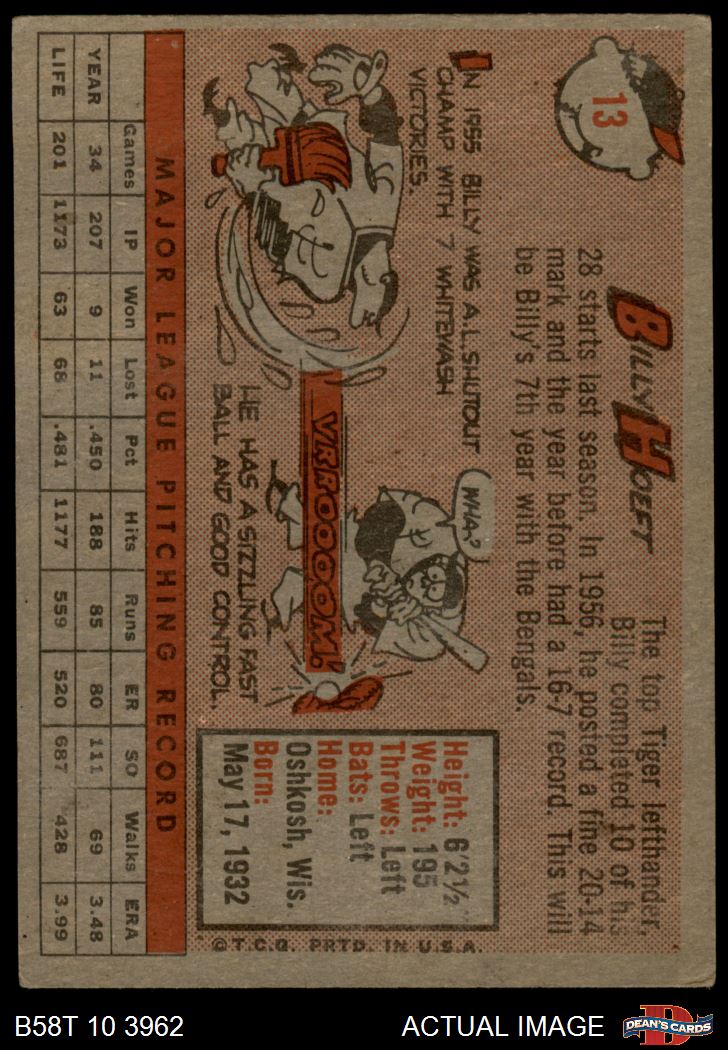 13
BILLY HOEFT
The top Tiger lefthander,
Billy completed 10 of his
28 starts last season. In 1956, he posted a fine 20-14
mark and the year before had a 16-7 record. This will
be Billy's 7th year with the Bengals.
IN 1955 BILLY WAS A.L. SHUTOUT
CHAMP WITH 7 WHITEWASH
VICTORIES.
WHA?
VRROOOOOM!
HE HAS A SIZZLING FAST
BALL AND GOOD CONTROL.
Height: 6'2½
Weight: 195
Throws: Left
Bats: Left
Home:
Oshkosh, Wis.
Born:
May 17, 1932
© T.C.G. PRTD. IN U.S.A.
MAJOR LEAGUE PITCHING RECORD
Games IP Won Lost Pct Hits Runs ER SO Walks ERA
YEAR 34 207 9 11 .450 188 85 80 111 69 3.48
LIFE 201 1173 63 68 .481 1177 559 520 687 428 3.99
B58T 10 3962
ACTUAL IMAGE
D
DEAN'S CARDS